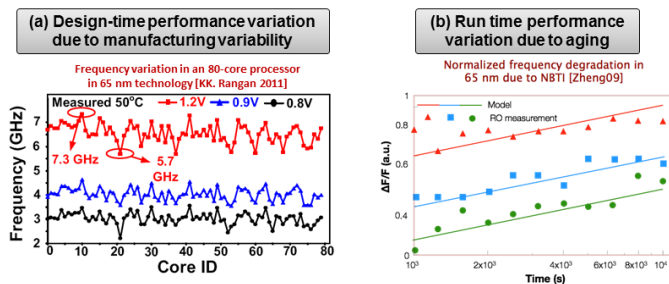 (a) Design-time performance variation
due to manufacturing variability
Frequency variation in an 80-core processor
in 65 nm technology [KK. Rangan 2011]
Measured 50°C
1.2V
0.9V
0.8V
7.3 GHz
5.7
GHz
Frequency (GHz)
7
6
5
4
3
2
0 10 20 30 40 50 60 70 80
Core ID
(b) Run time performance
variation due to aging
Normalized frequency degradation in
65 nm due to NBTI [Zheng09]
Model
RO measurement
ΔF/F (a.u.)
1
0.8
0.6
0,4
0
10³ 2x10³ 4x10³ 6x10³ 8x10³ 10⁴
Time (s)